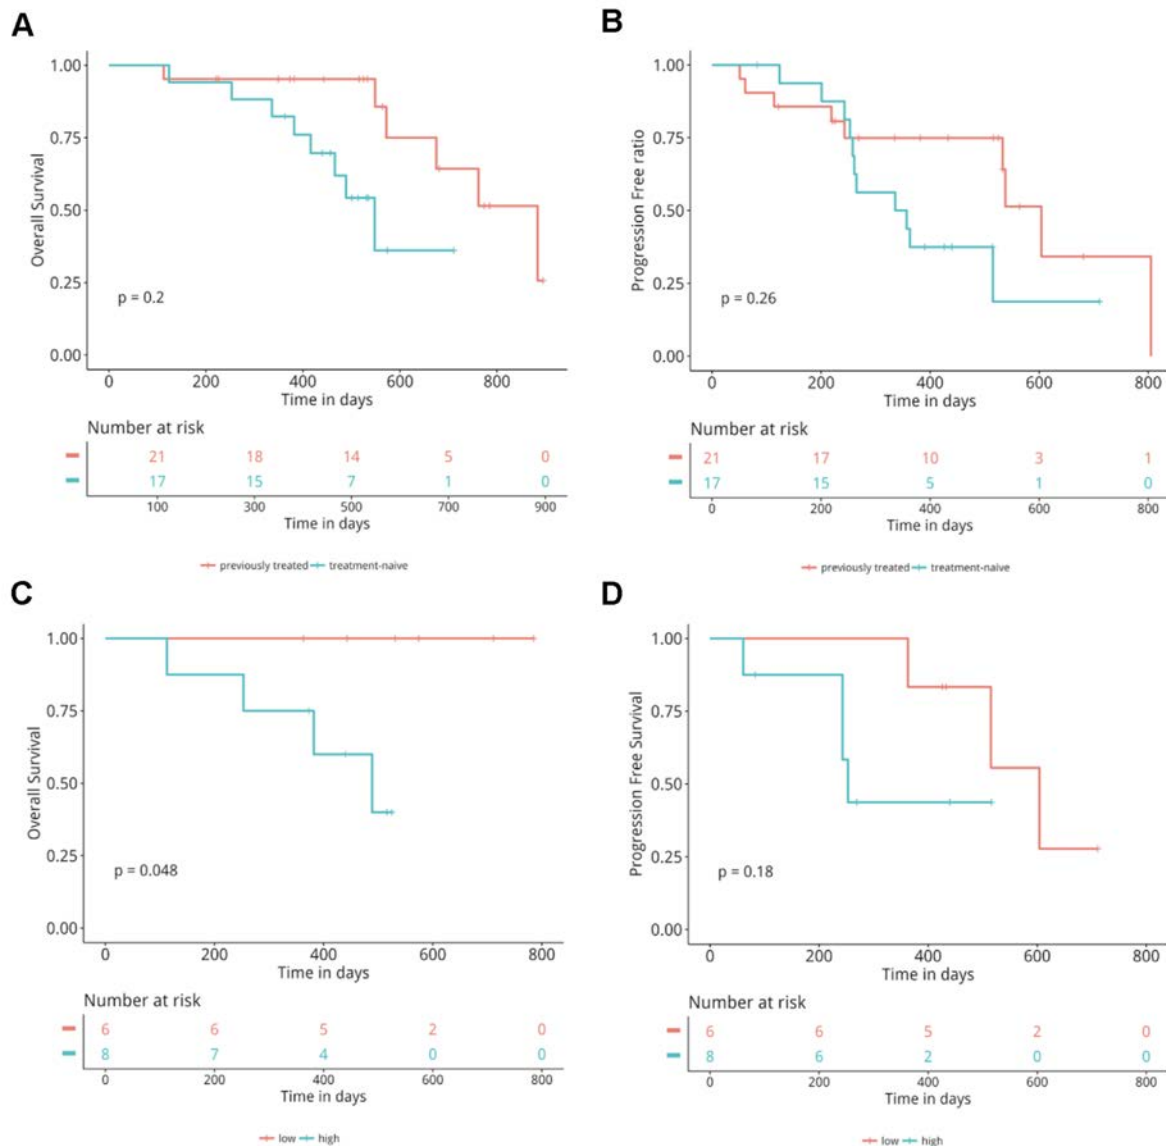 A
1.00
0.75
0.50
0.25
0.00
Overall Survival
p = 0.2
0 200 400 600 800
Time in days
Number at risk
21 18 14 5 0
17 15 7 1 0
100 300 500 700 900
Time in days
previously treated treatment-naive
B
1.00
0.75
0.50
0.25
0.00
Progression Free ratio
p = 0.26
0 200 400 600 800
Time in days
Number at risk
21 17 10 3 1
17 15 5 1 0
0 200 400 600 800
Time in days
previously treated treatment-naive
C
1.00
0.75
0.50
0.25
0.00
Overall Survival
p = 0.048
0 200 400 600 800
Time in days
Number at risk
6 6 5 2 0
8 7 4 0 0
0 200 400 600 800
Time in days
low high
D
1.00
0.75
0.50
0.25
0.00
Progression Free Survival
p = 0.18
0 200 400 600 800
Time in days
Number at risk
6 6 5 2 0
8 6 2 0 0
0 200 400 600 800
Time in days
low high